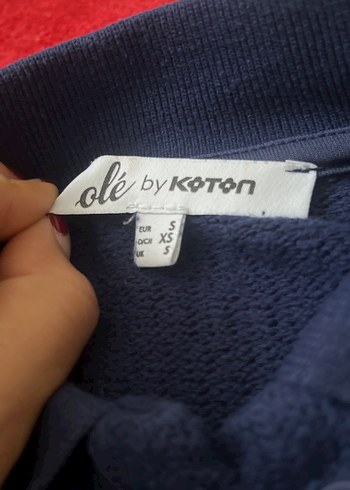 olé by KOTON
EUR S
XS
UK S